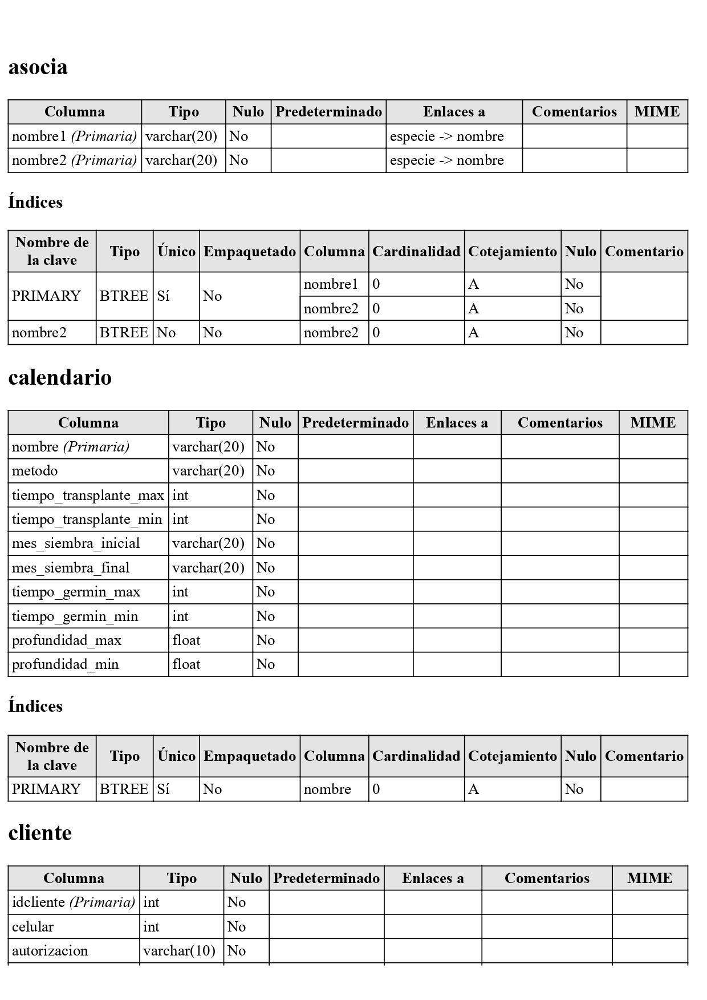 asocia
Columna Tipo Nulo Predeterminado Enlaces a Comentarios MIME
nombre1 (Primaria) varchar(20) No especie -> nombre
nombre2 (Primaria) varchar(20) No especie -> nombre
Índices
Nombre de la clave Tipo Único Empaquetado Columna Cardinalidad Cotejamiento Nulo Comentario
PRIMARY BTREE Sí No nombre1 0 A No
nombre2 0 A No
nombre2 BTREE No No nombre2 0 A No
calendario
Columna Tipo Nulo Predeterminado Enlaces a Comentarios MIME
nombre (Primaria) varchar(20) No
metodo varchar(20) No
tiempo_transplante_max int No
tiempo_transplante_min int No
mes_siembra_inicial varchar(20) No
mes_siembra_final varchar(20) No
tiempo_germin_max int No
tiempo_germin_min int No
profundidad_max float No
profundidad_min float No
Índices
Nombre de la clave Tipo Único Empaquetado Columna Cardinalidad Cotejamiento Nulo Comentario
PRIMARY BTREE Sí No nombre 0 A No
cliente
Columna Tipo Nulo Predeterminado Enlaces a Comentarios MIME
idcliente (Primaria) int No
celular int No
autorizacion varchar(10) No